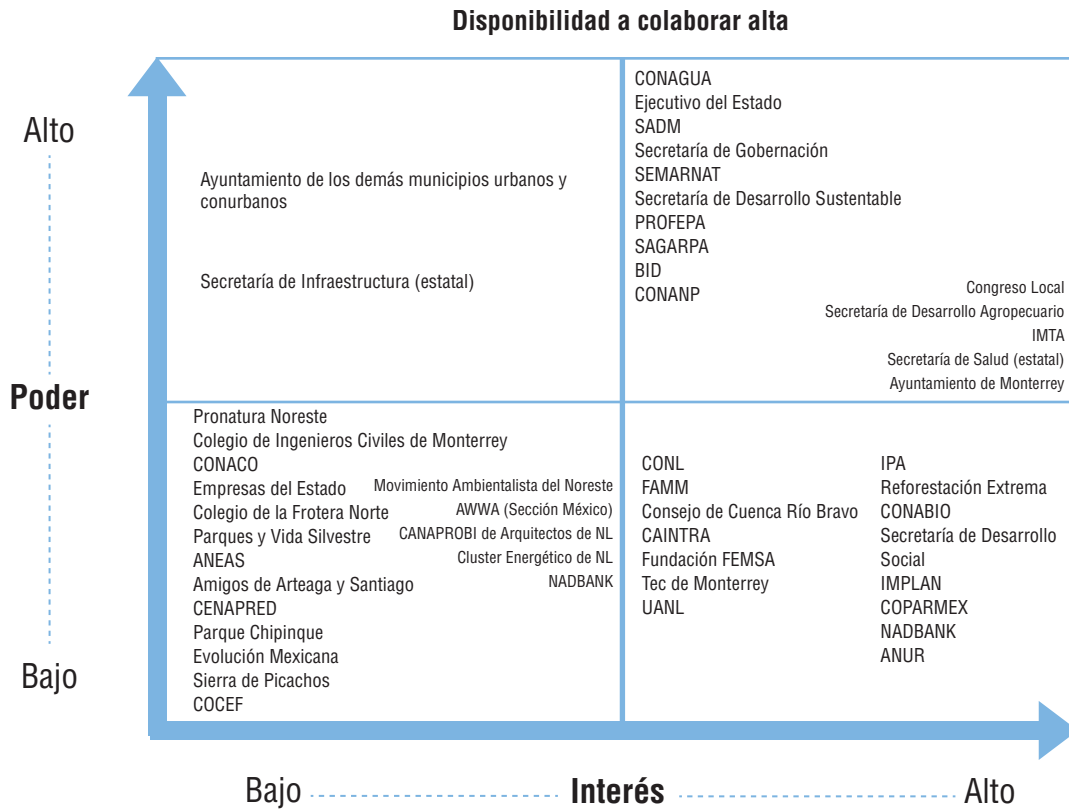 Disponibilidad a colaborar alta
Alto
Poder
Bajo
Ayuntamiento de los demás municipios urbanos y
conurbanos
Secretaría de Infraestructura (estatal)
CONAGUA
Ejecutivo del Estado
SADM
Secretaría de Gobernación
SEMARNAT
Secretaría de Desarrollo Sustentable
PROFEPA
SAGARPA
BID
CONANP
Congreso Local
Secretaría de Desarrollo Agropecuario
IMTA
Secretaría de Salud (estatal)
Ayuntamiento de Monterrey
Pronatura Noreste
Colegio de Ingenieros Civiles de Monterrey
CONACO
Empresas del Estado
Colegio de la Frotera Norte
Parques y Vida Silvestre
ANEAS
Amigos de Arteaga y Santiago
CENAPRED
Parque Chipinque
Evolución Mexicana
Sierra de Picachos
COCEF
Movimiento Ambientalista del Noreste
AWWA (Sección México)
CANAPROBI de Arquitectos de NL
Cluster Energético de NL
NADBANK
CONL
FAMM
Consejo de Cuenca Río Bravo
CAINTRA
Fundación FEMSA
Tec de Monterrey
UANL
IPA
Reforestación Extrema
CONABIO
Secretaría de Desarrollo
Social
IMPLAN
COPARMEX
NADBANK
ANUR
Bajo
Interés
Alto